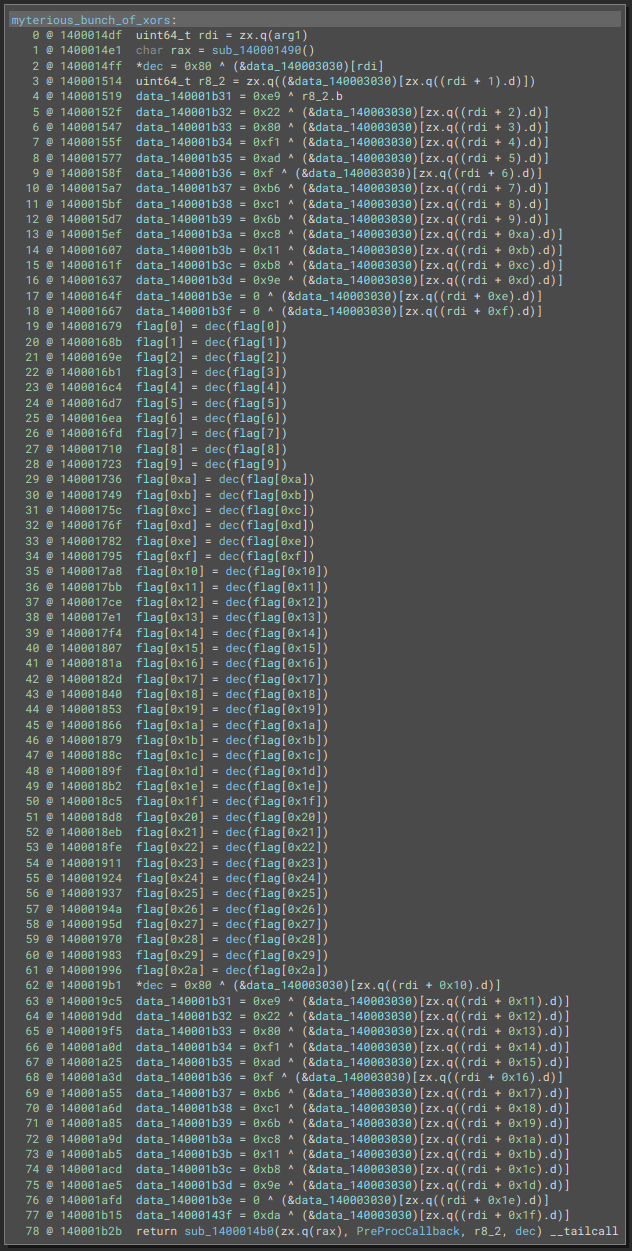 myterious_bunch_of_xors:
0 @ 1400014df uint64_t rdi = zx.q(arg1)
1 @ 1400014e1 char rax = sub_140001490()
2 @ 1400014ff *dec = 0x80 ^ (&data_140003030)[rdi]
3 @ 140001514 uint64_t r8_2 = zx.q((&data_140003030)[zx.q((rdi + 1).d)])
4 @ 140001519 data_140001b31 = 0xe9 ^ r8_2.b
5 @ 14000152f data_140001b32 = 0x22 ^ (&data_140003030)[zx.q((rdi + 2).d)]
6 @ 140001547 data_140001b33 = 0x80 ^ (&data_140003030)[zx.q((rdi + 3).d)]
7 @ 14000155f data_140001b34 = 0xf1 ^ (&data_140003030)[zx.q((rdi + 4).d)]
8 @ 140001577 data_140001b35 = 0xad ^ (&data_140003030)[zx.q((rdi + 5).d)]
9 @ 14000158f data_140001b36 = 0xf ^ (&data_140003030)[zx.q((rdi + 6).d)]
10 @ 1400015a7 data_140001b37 = 0xb6 ^ (&data_140003030)[zx.q((rdi + 7).d)]
11 @ 1400015bf data_140001b38 = 0xc1 ^ (&data_140003030)[zx.q((rdi + 8).d)]
12 @ 1400015d7 data_140001b39 = 0x6b ^ (&data_140003030)[zx.q((rdi + 9).d)]
13 @ 1400015ef data_140001b3a = 0xc8 ^ (&data_140003030)[zx.q((rdi + 0xa).d)]
14 @ 140001607 data_140001b3b = 0x11 ^ (&data_140003030)[zx.q((rdi + 0xb).d)]
15 @ 14000161f data_140001b3c = 0xb8 ^ (&data_140003030)[zx.q((rdi + 0xc).d)]
16 @ 140001637 data_140001b3d = 0x9e ^ (&data_140003030)[zx.q((rdi + 0xd).d)]
17 @ 14000164f data_140001b3e = 0 ^ (&data_140003030)[zx.q((rdi + 0xe).d)]
18 @ 140001667 data_140001b3f = 0 ^ (&data_140003030)[zx.q((rdi + 0xf).d)]
19 @ 140001679 flag[0] = dec(flag[0])
20 @ 14000168b flag[1] = dec(flag[1])
21 @ 14000169e flag[2] = dec(flag[2])
22 @ 1400016b1 flag[3] = dec(flag[3])
23 @ 1400016c4 flag[4] = dec(flag[4])
24 @ 1400016d7 flag[5] = dec(flag[5])
25 @ 1400016ea flag[6] = dec(flag[6])
26 @ 1400016fd flag[7] = dec(flag[7])
27 @ 140001710 flag[8] = dec(flag[8])
28 @ 140001723 flag[9] = dec(flag[9])
29 @ 140001736 flag[0xa] = dec(flag[0xa])
30 @ 140001749 flag[0xb] = dec(flag[0xb])
31 @ 14000175c flag[0xc] = dec(flag[0xc])
32 @ 14000176f flag[0xd] = dec(flag[0xd])
33 @ 140001782 flag[0xe] = dec(flag[0xe])
34 @ 140001795 flag[0xf] = dec(flag[0xf])
35 @ 1400017a8 flag[0x10] = dec(flag[0x10])
36 @ 1400017bb flag[0x11] = dec(flag[0x11])
37 @ 1400017ce flag[0x12] = dec(flag[0x12])
38 @ 1400017e1 flag[0x13] = dec(flag[0x13])
39 @ 1400017f4 flag[0x14] = dec(flag[0x14])
40 @ 140001807 flag[0x15] = dec(flag[0x15])
41 @ 14000181a flag[0x16] = dec(flag[0x16])
42 @ 14000182d flag[0x17] = dec(flag[0x17])
43 @ 140001840 flag[0x18] = dec(flag[0x18])
44 @ 140001853 flag[0x19] = dec(flag[0x19])
45 @ 140001866 flag[0x1a] = dec(flag[0x1a])
46 @ 140001879 flag[0x1b] = dec(flag[0x1b])
47 @ 14000188c flag[0x1c] = dec(flag[0x1c])
48 @ 14000189f flag[0x1d] = dec(flag[0x1d])
49 @ 1400018b2 flag[0x1e] = dec(flag[0x1e])
50 @ 1400018c5 flag[0x1f] = dec(flag[0x1f])
51 @ 1400018d8 flag[0x20] = dec(flag[0x20])
52 @ 1400018eb flag[0x21] = dec(flag[0x21])
53 @ 1400018fe flag[0x22] = dec(flag[0x22])
54 @ 140001911 flag[0x23] = dec(flag[0x23])
55 @ 140001924 flag[0x24] = dec(flag[0x24])
56 @ 140001937 flag[0x25] = dec(flag[0x25])
57 @ 14000194a flag[0x26] = dec(flag[0x26])
58 @ 14000195d flag[0x27] = dec(flag[0x27])
59 @ 140001970 flag[0x28] = dec(flag[0x28])
60 @ 140001983 flag[0x29] = dec(flag[0x29])
61 @ 140001996 flag[0x2a] = dec(flag[0x2a])
62 @ 1400019b1 *dec = 0x80 ^ (&data_140003030)[zx.q((rdi + 0x10).d)]
63 @ 1400019c5 data_140001b31 = 0xe9 ^ (&data_140003030)[zx.q((rdi + 0x11).d)]
64 @ 1400019dd data_140001b32 = 0x22 ^ (&data_140003030)[zx.q((rdi + 0x12).d)]
65 @ 1400019f5 data_140001b33 = 0x80 ^ (&data_140003030)[zx.q((rdi + 0x13).d)]
66 @ 140001a0d data_140001b34 = 0xf1 ^ (&data_140003030)[zx.q((rdi + 0x14).d)]
67 @ 140001a25 data_140001b35 = 0xad ^ (&data_140003030)[zx.q((rdi + 0x15).d)]
68 @ 140001a3d data_140001b36 = 0xf ^ (&data_140003030)[zx.q((rdi + 0x16).d)]
69 @ 140001a55 data_140001b37 = 0xb6 ^ (&data_140003030)[zx.q((rdi + 0x17).d)]
70 @ 140001a6d data_140001b38 = 0xc1 ^ (&data_140003030)[zx.q((rdi + 0x18).d)]
71 @ 140001a85 data_140001b39 = 0x6b ^ (&data_140003030)[zx.q((rdi + 0x19).d)]
72 @ 140001a9d data_140001b3a = 0xc8 ^ (&data_140003030)[zx.q((rdi + 0x1a).d)]
73 @ 140001ab5 data_140001b3b = 0x11 ^ (&data_140003030)[zx.q((rdi + 0x1b).d)]
74 @ 140001acd data_140001b3c = 0xb8 ^ (&data_140003030)[zx.q((rdi + 0x1c).d)]
75 @ 140001ae5 data_140001b3d = 0x9e ^ (&data_140003030)[zx.q((rdi + 0x1d).d)]
76 @ 140001afd data_140001b3e = 0 ^ (&data_140003030)[zx.q((rdi + 0x1e).d)]
77 @ 140001b15 data_14000143f = 0xda ^ (&data_140003030)[zx.q((rdi + 0x1f).d)]
78 @ 140001b2b return sub_1400014b0(zx.q(rax), PreProcCallback, r8_2, dec) __tailcall